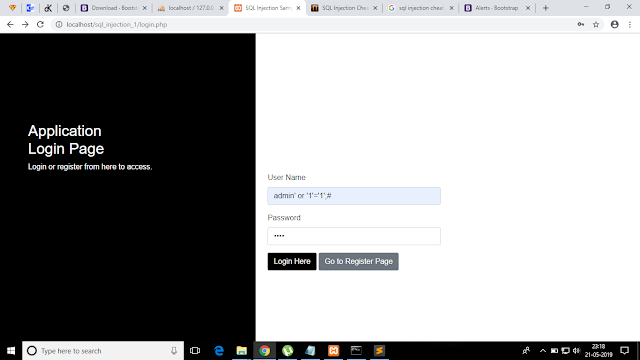 Download - Bootst
localhost / 127.0.0
SQL Injection Sam
SQL Injection Chea
sql injection cheat
Alerts · Bootstrap
localhost/sql_injection_1/login.php
Application
Login Page
Login or register from here to access.
User Name
admin' or '1'='1';#
Password
••••
Login Here
Go to Register Page
Type here to search
23:18
21-05-2019